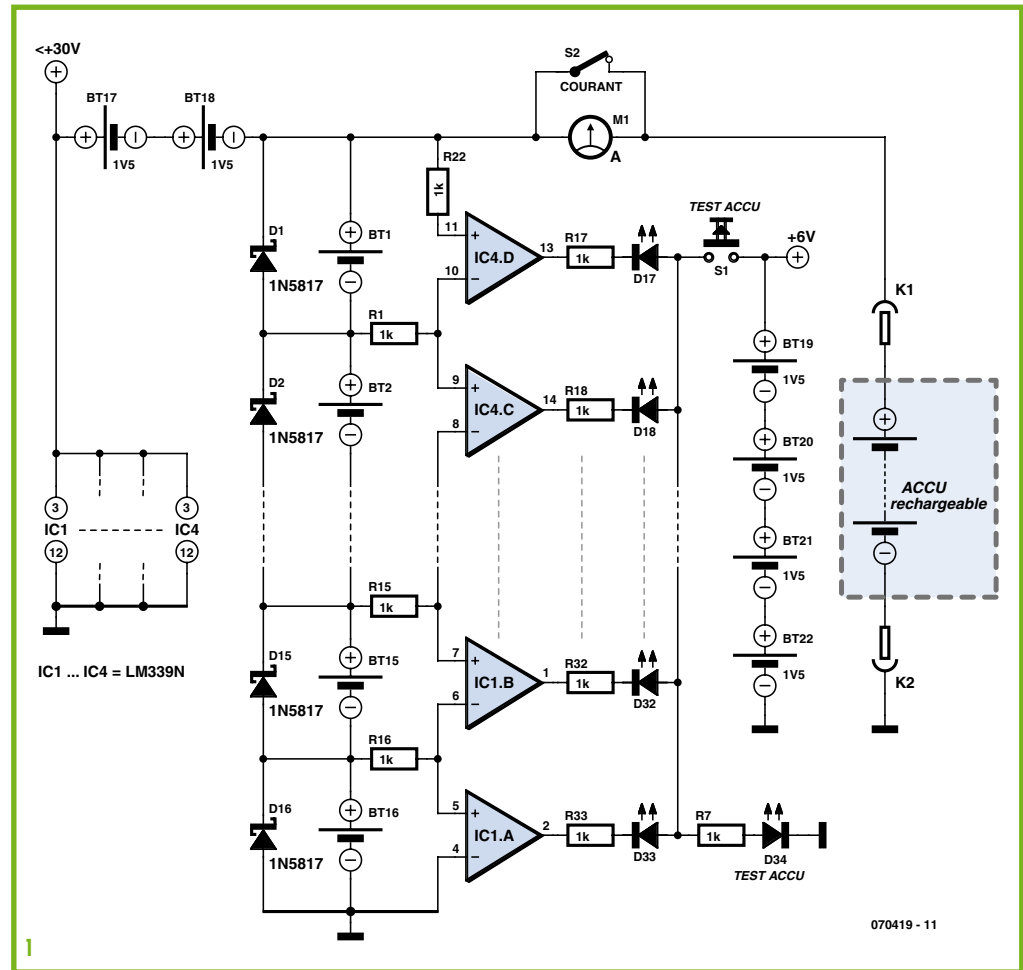 <+30V
BT17
1V5
BT18
1V5
S2
COURANT
M1
A
R22
1k
D1
1N5817
BT1
11
10
IC4.D
13
R17
1k
D17
TEST ACCU
S1
+6V
K1
R1
1k
D2
1N5817
BT2
9
8
IC4.C
14
R18
1k
D18
BT19
1V5
BT20
1V5
BT21
1V5
BT22
1V5
ACCU
rechargeable
K2
3
IC1
12
3
IC4
12
IC1 ... IC4 = LM339N
R15
1k
D15
1N5817
BT15
7
6
IC1.B
1
R32
1k
D32
R16
1k
D16
1N5817
BT16
5
4
IC1.A
2
R33
1k
D33
R7
1k
D34
TEST ACCU
070419 - 11
1